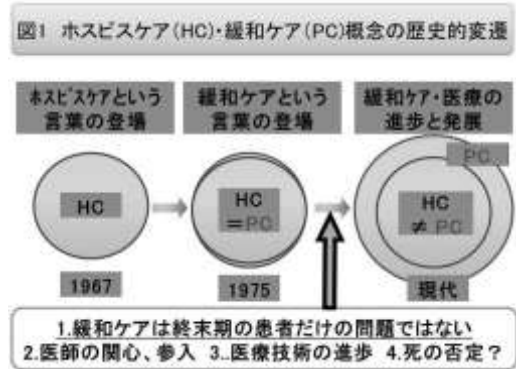 図1 ホスピスケア(HC)・緩和ケア(PC)概念の歴史的変遷
ホスピスケアという
言葉の登場
緩和ケアという
言葉の登場
緩和ケア・医療の
進歩と発展
HC
HC
=PC
PC
HC
≠ PC
1967
1975
現代
1.緩和ケアは終末期の患者だけの問題ではない
2.医師の関心、参入 3..医療技術の進歩 4.死の否定?